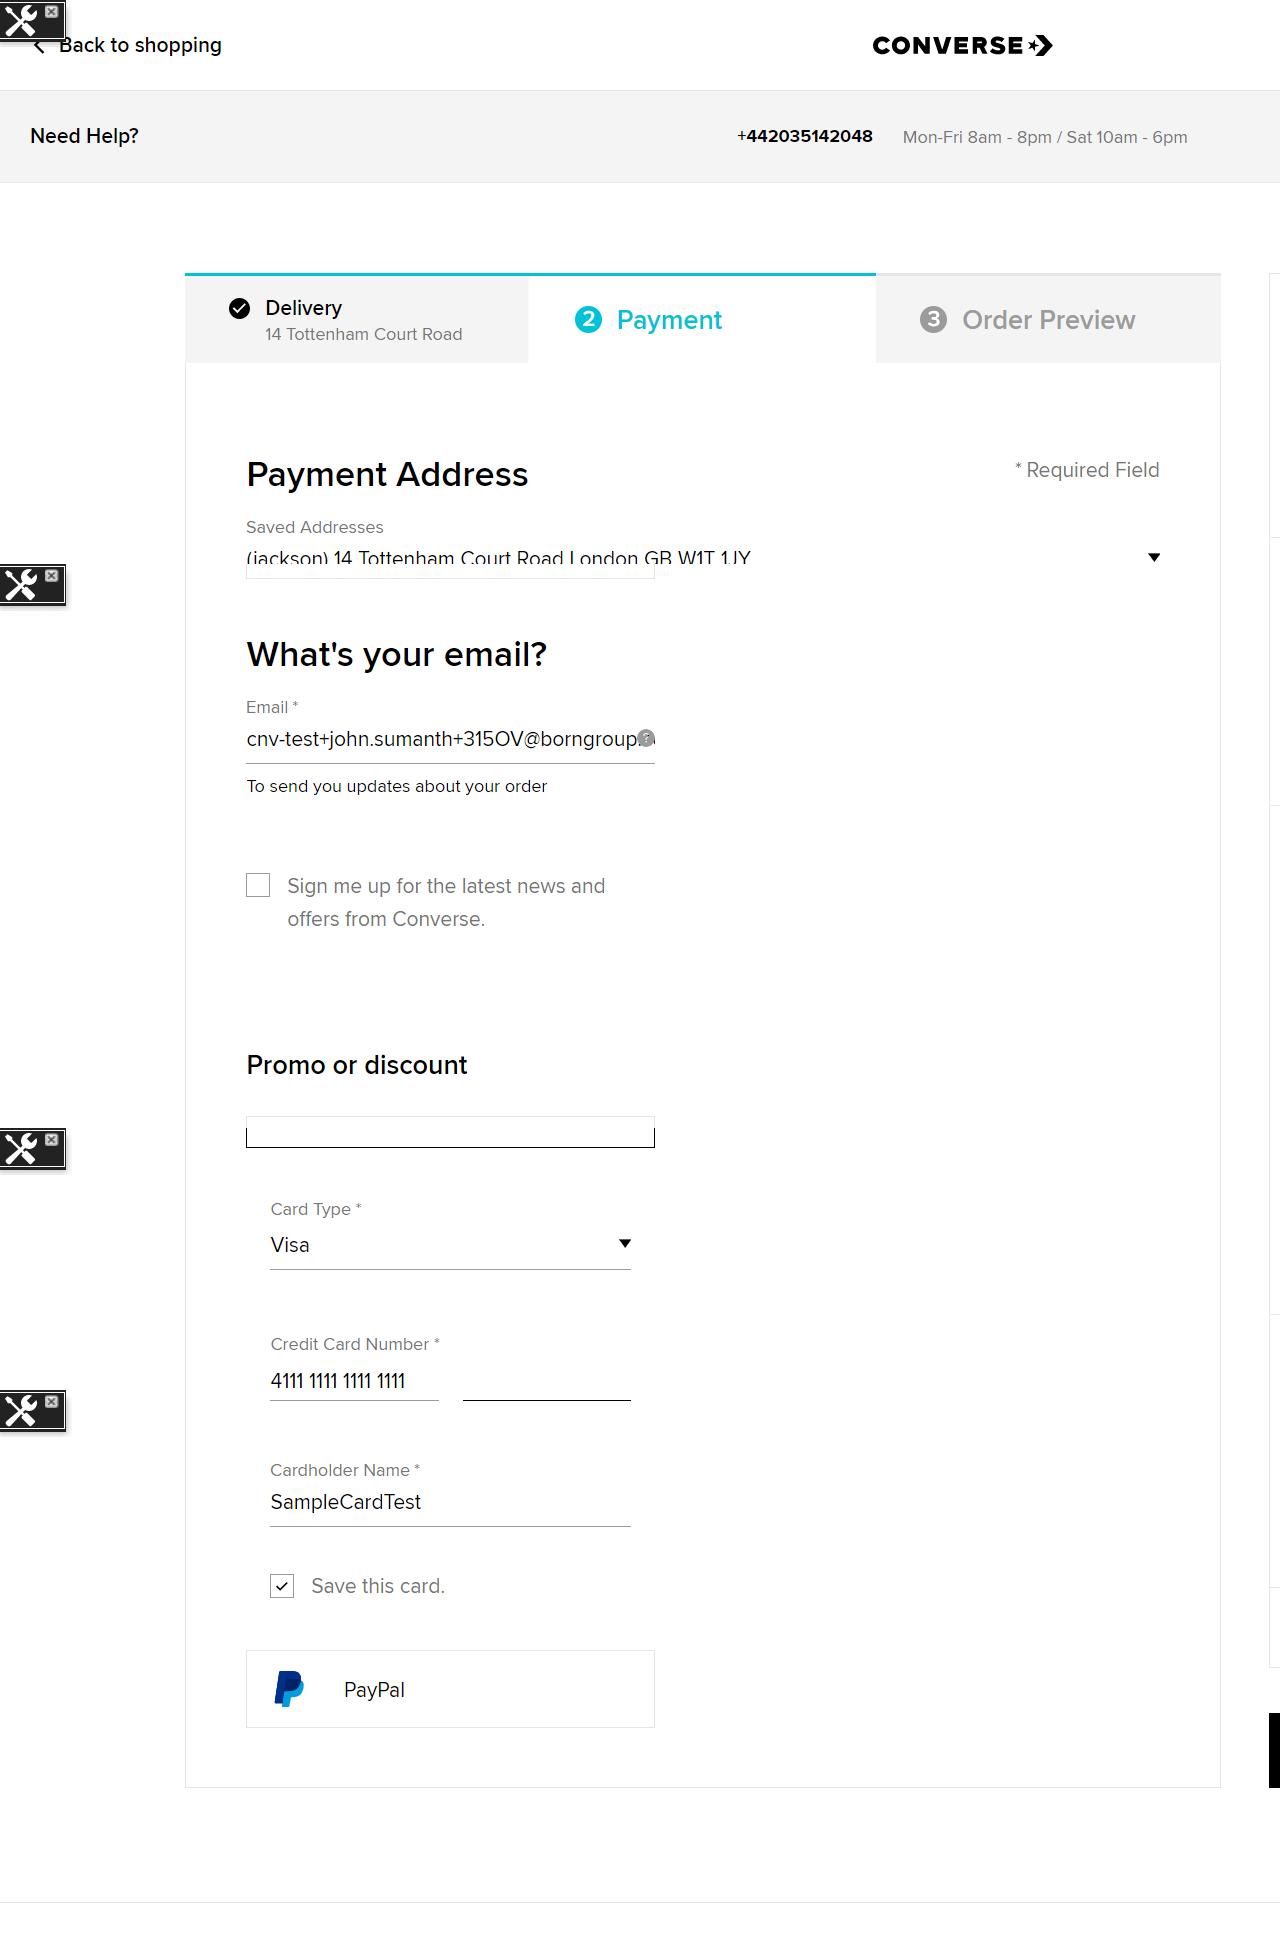 Back to shopping
CONVERSE
Need Help?
+442035142048
Mon-Fri 8am - 8pm / Sat 10am - 6pm
Delivery
14 Tottenham Court Road
2 Payment
3 Order Preview
Payment Address
* Required Field
Saved Addresses
(jackson) 14 Tottenham Court Road London GB W1T 1JY
What's your email?
Email *
cnv-test+john.sumanth+315OV@borngroup.
?
To send you updates about your order
Sign me up for the latest news and
offers from Converse.
Promo or discount
Card Type *
Visa
Credit Card Number *
4111 1111 1111 1111
Cardholder Name *
SampleCardTest
Save this card.
PayPal